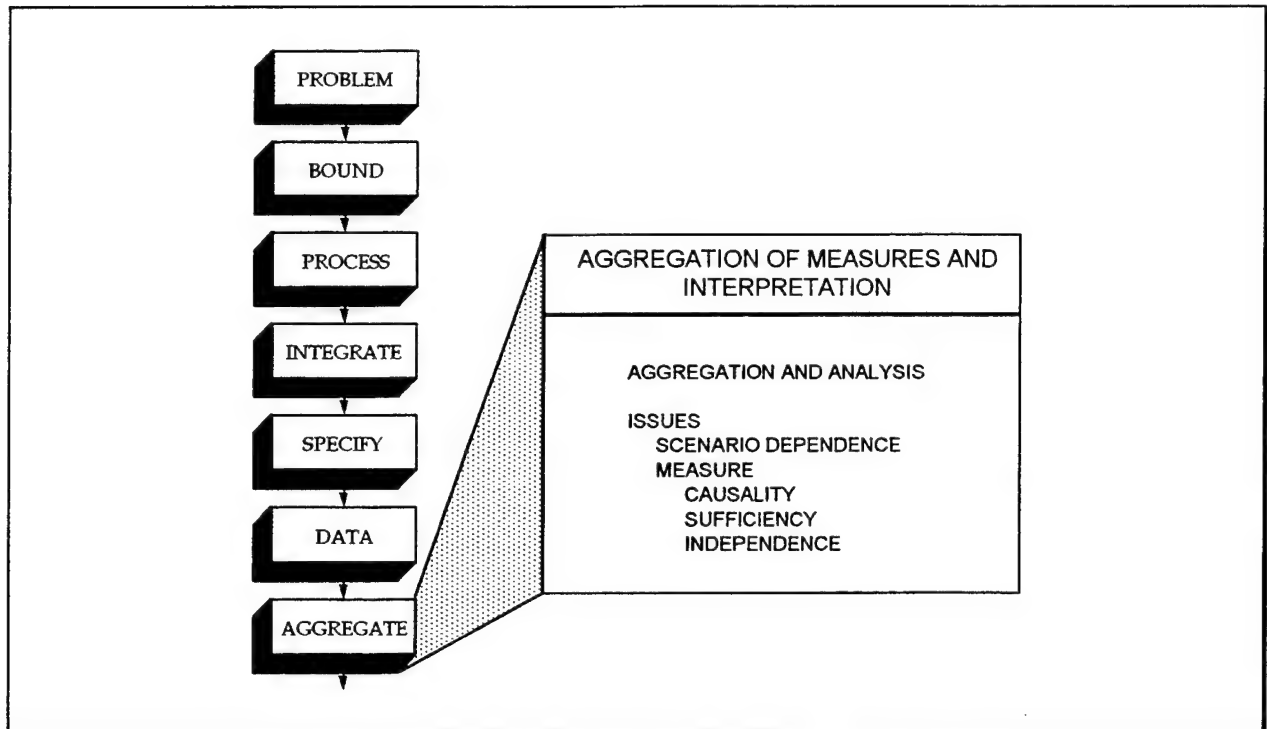 PROBLEM
BOUND
PROCESS
INTEGRATE
SPECIFY
DATA
AGGREGATE
AGGREGATION OF MEASURES AND
INTERPRETATION
AGGREGATION AND ANALYSIS
ISSUES
SCENARIO DEPENDENCE
MEASURE
CAUSALITY
SUFFICIENCY
INDEPENDENCE